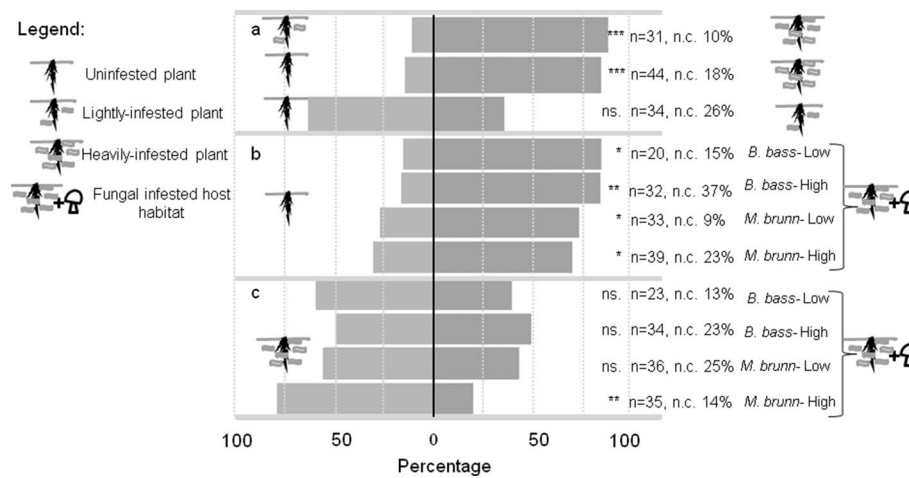 Legend:
Uninfested plant
Lightly-infested plant
Heavily-infested plant
Fungal infested host
habitat
a
*** n=31, n.c. 10%
*** n=44, n.c. 18%
ns. n=34, n.c. 26%
b
* n=20, n.c. 15% B. bass- Low
** n=32, n.c. 37% B. bass- High
* n=33, n.c. 9% M. brunn- Low
* n=39, n.c. 23% M. brunn- High
+
c
ns. n=23, n.c. 13% B. bass- Low
ns. n=34, n.c. 23% B. bass- High
ns. n=36, n.c. 25% M. brunn- Low
** n=35, n.c. 14% M. brunn- High
+
100 50 0 50 100
Percentage